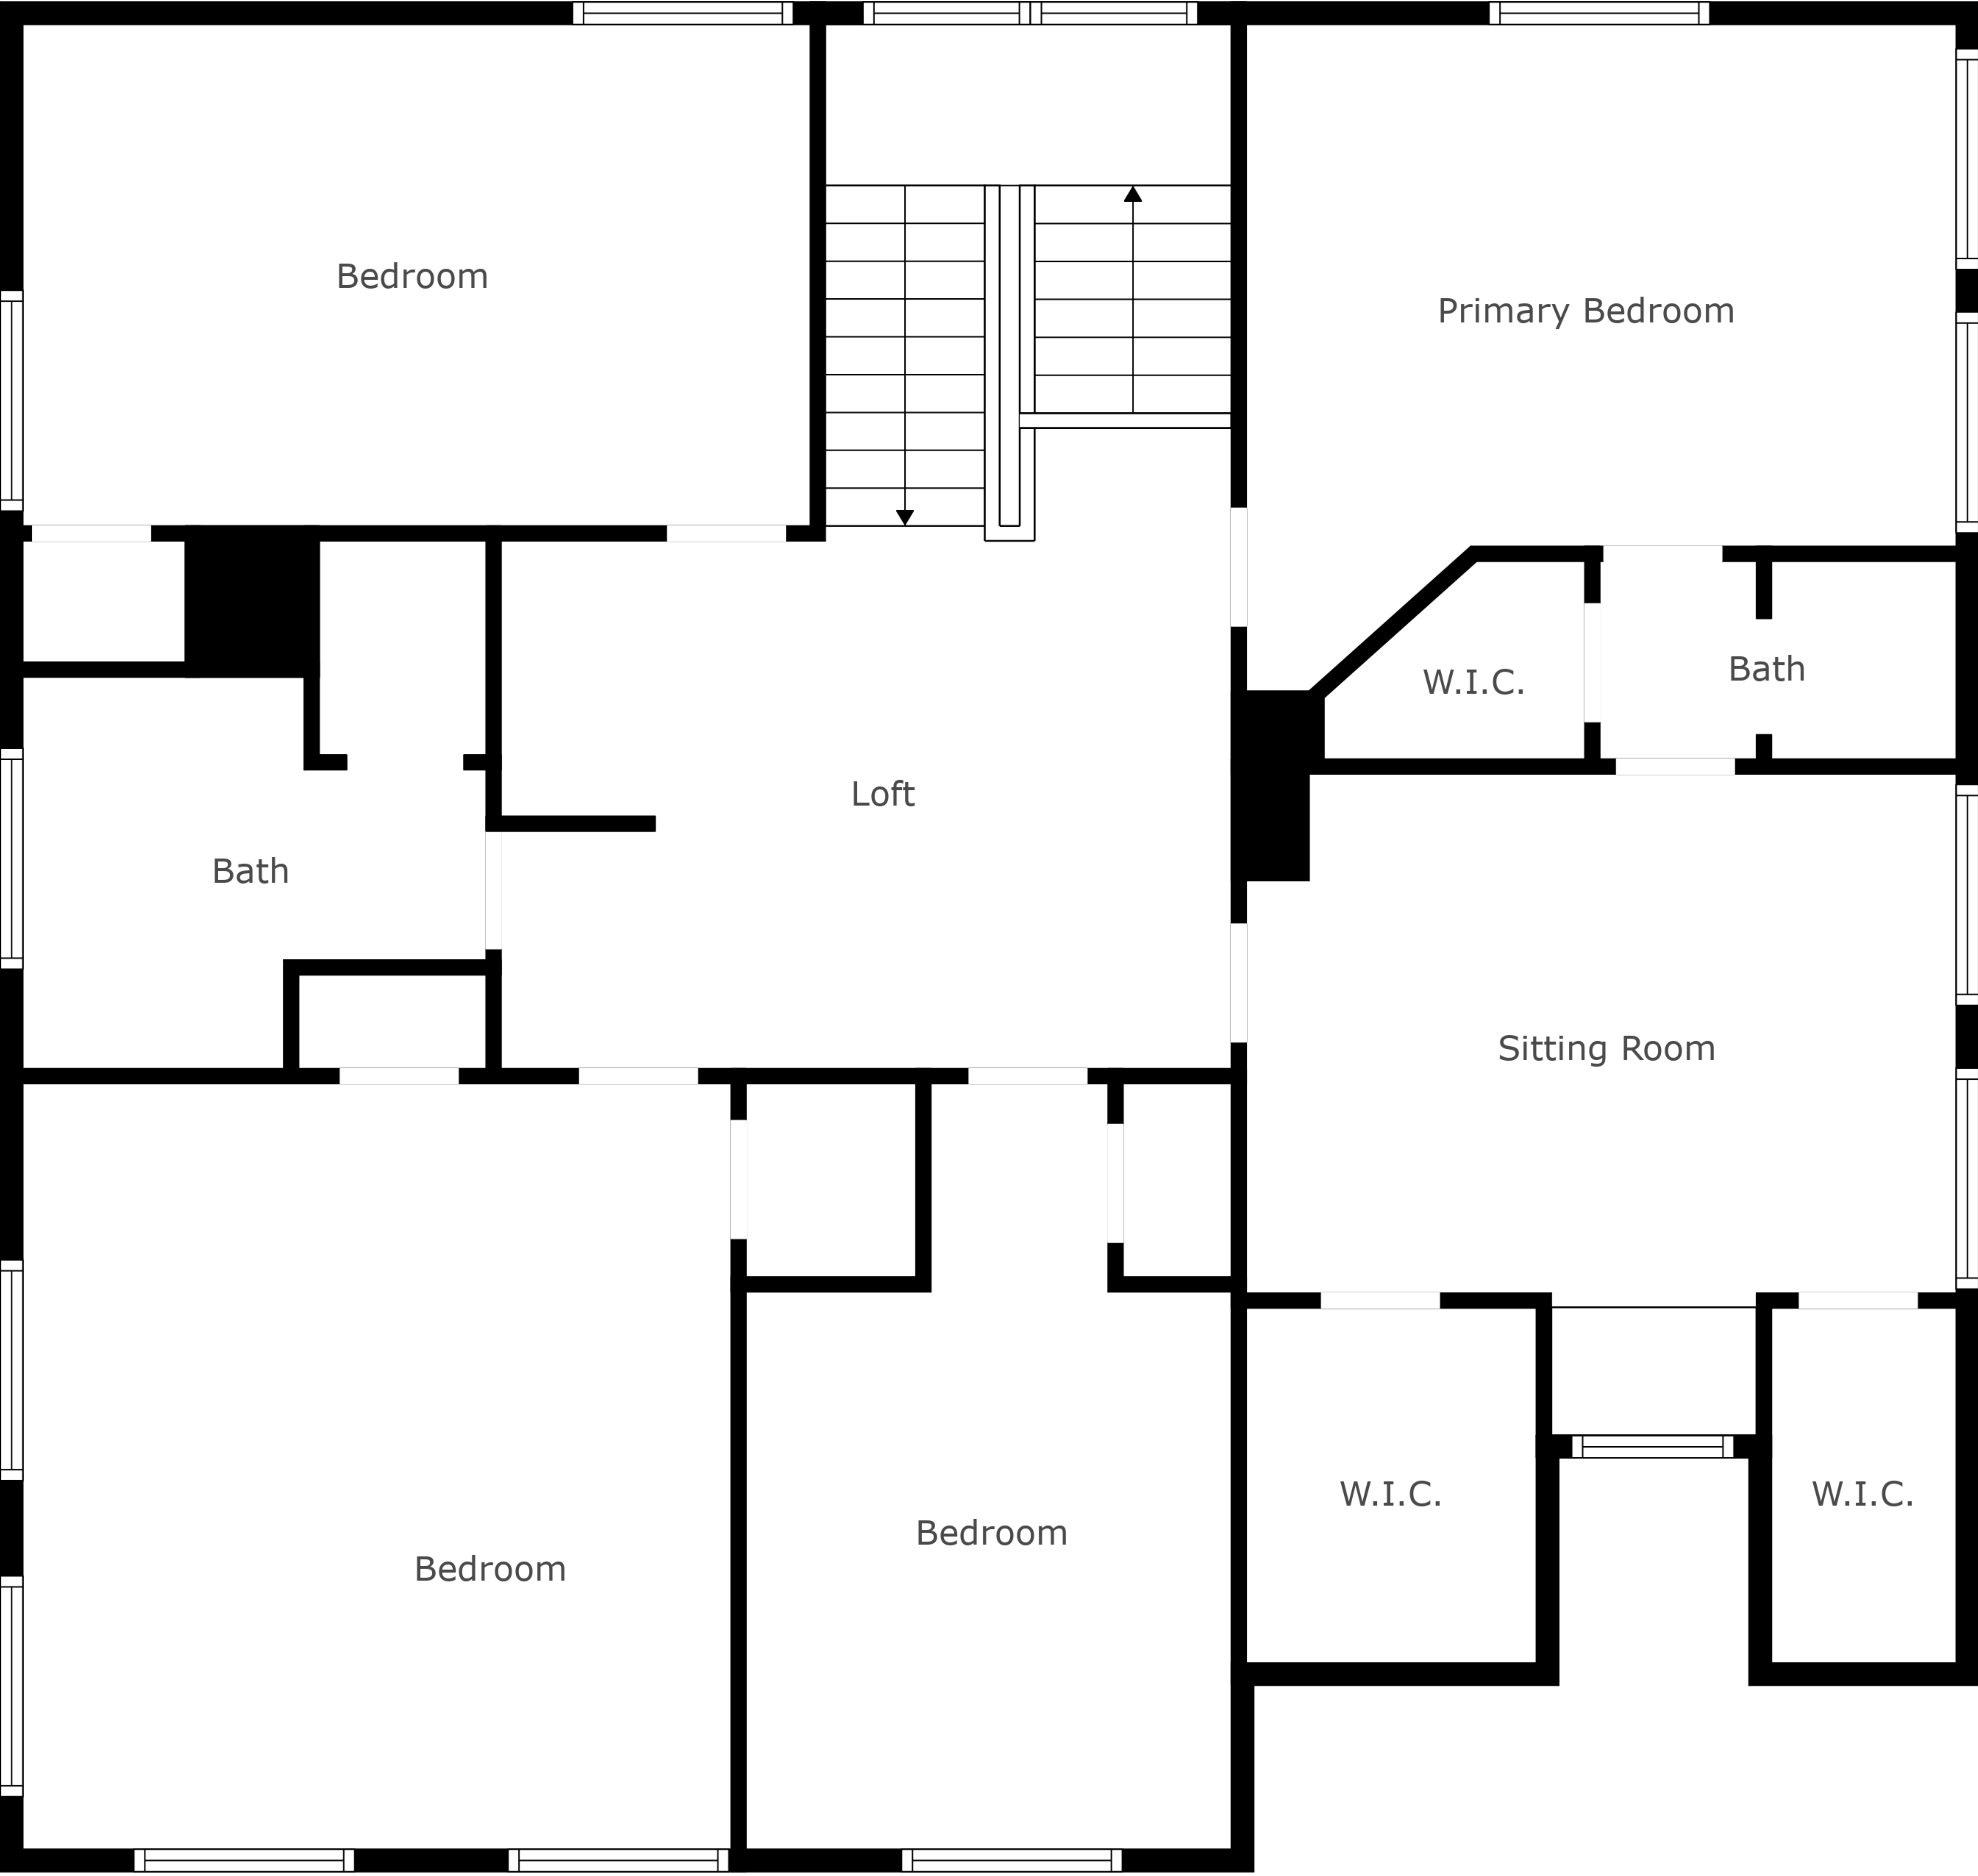 Bedroom
Primary Bedroom
W.I.C.
Bath
Loft
Bath
Sitting Room
W.I.C.
W.I.C.
Bedroom
Bedroom